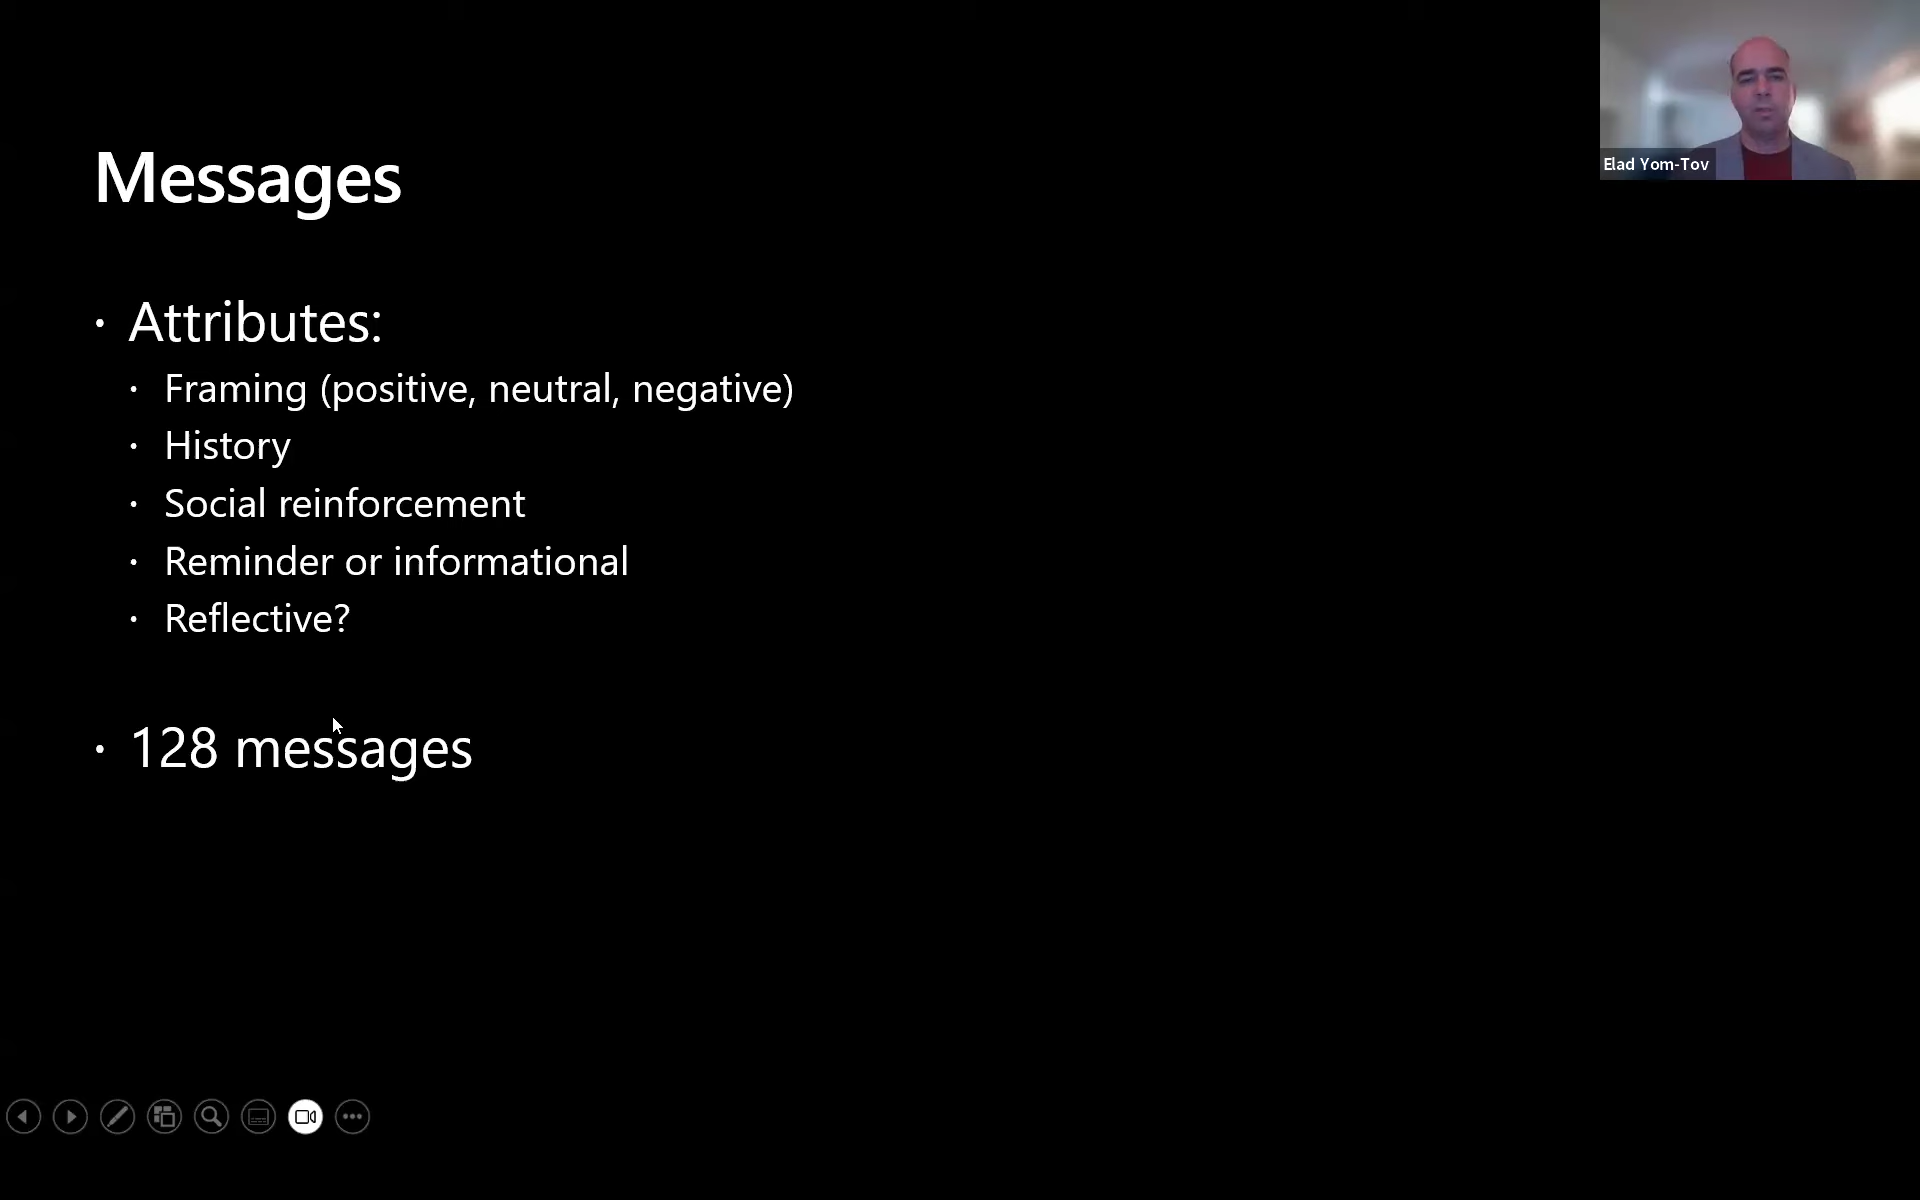 Messages
• Attributes:
• Framing (positive, neutral, negative)
• History
• Social reinforcement
• Reminder or informational
• Reflective?
• 128 messages
Elad Yom-Tov